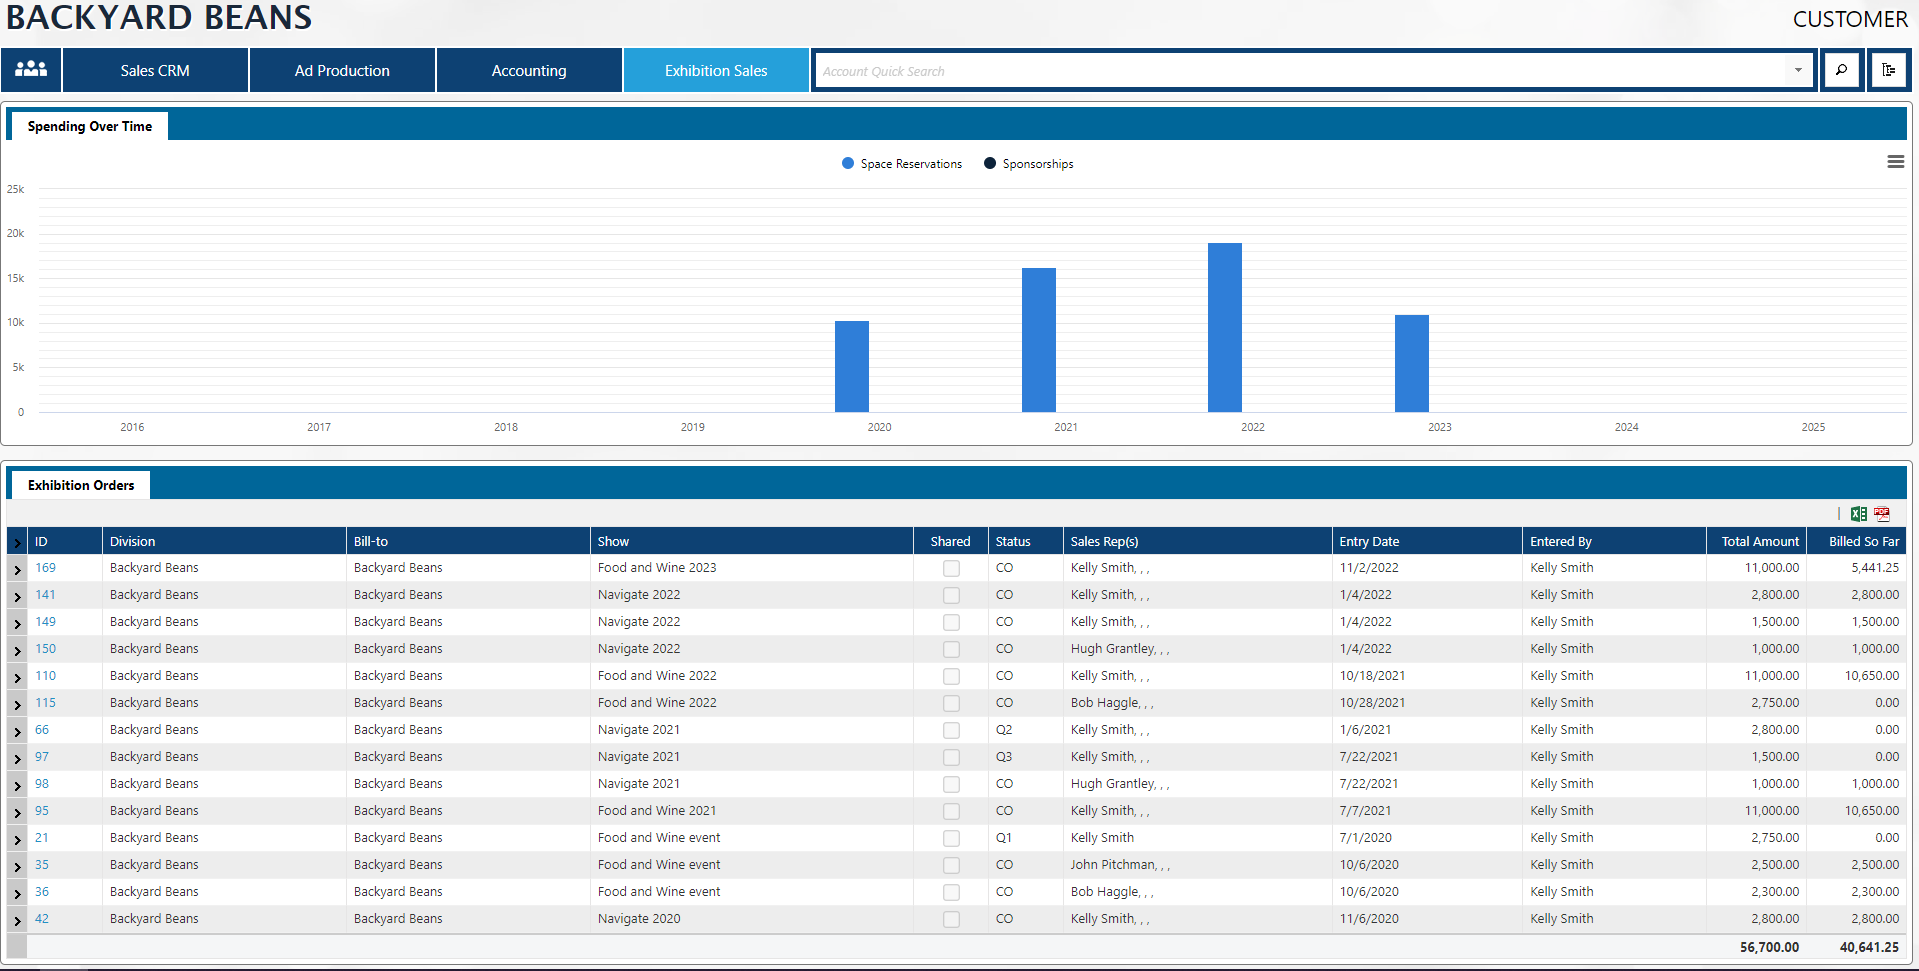 BACKYARD BEANS
CUSTOMER
Sales CRM Ad Production Accounting Exhibition Sales Account Quick Search
Spending Over Time
Space Reservations Sponsorships
25k
20k
15k
10k
5k
0
2016 2017 2018 2019 2020 2021 2022 2023 2024 2025
Exhibition Orders
ID Division Bill-to Show Shared Status Sales Rep(s) Entry Date Entered By Total Amount Billed So Far
169 Backyard Beans Backyard Beans Food and Wine 2023 CO Kelly Smith, , , 11/2/2022 Kelly Smith 11,000.00 5,441.25
141 Backyard Beans Backyard Beans Navigate 2022 CO Kelly Smith, , , 1/4/2022 Kelly Smith 2,800.00 2,800.00
149 Backyard Beans Backyard Beans Navigate 2022 CO Kelly Smith, , , 1/4/2022 Kelly Smith 1,500.00 1,500.00
150 Backyard Beans Backyard Beans Navigate 2022 CO Hugh Grantley, , , 1/4/2022 Kelly Smith 1,000.00 1,000.00
110 Backyard Beans Backyard Beans Food and Wine 2022 CO Kelly Smith, , , 10/18/2021 Kelly Smith 11,000.00 10,650.00
115 Backyard Beans Backyard Beans Food and Wine 2022 CO Bob Haggle, , , 10/28/2021 Kelly Smith 2,750.00 0.00
66 Backyard Beans Backyard Beans Navigate 2021 Q2 Kelly Smith, , , 1/6/2021 Kelly Smith 2,800.00 0.00
97 Backyard Beans Backyard Beans Navigate 2021 Q3 Kelly Smith, , , 7/22/2021 Kelly Smith 1,500.00 0.00
98 Backyard Beans Backyard Beans Navigate 2021 CO Hugh Grantley, , , 7/22/2021 Kelly Smith 1,000.00 1,000.00
95 Backyard Beans Backyard Beans Food and Wine 2021 CO Kelly Smith, , , 7/7/2021 Kelly Smith 11,000.00 10,650.00
21 Backyard Beans Backyard Beans Food and Wine event Q1 Kelly Smith 7/1/2020 Kelly Smith 2,750.00 0.00
35 Backyard Beans Backyard Beans Food and Wine event CO John Pitchman, , , 10/6/2020 Kelly Smith 2,500.00 2,500.00
36 Backyard Beans Backyard Beans Food and Wine event CO Bob Haggle, , , 10/6/2020 Kelly Smith 2,300.00 2,300.00
42 Backyard Beans Backyard Beans Navigate 2020 CO Kelly Smith, , , 11/6/2020 Kelly Smith 2,800.00 2,800.00
56,700.00 40,641.25